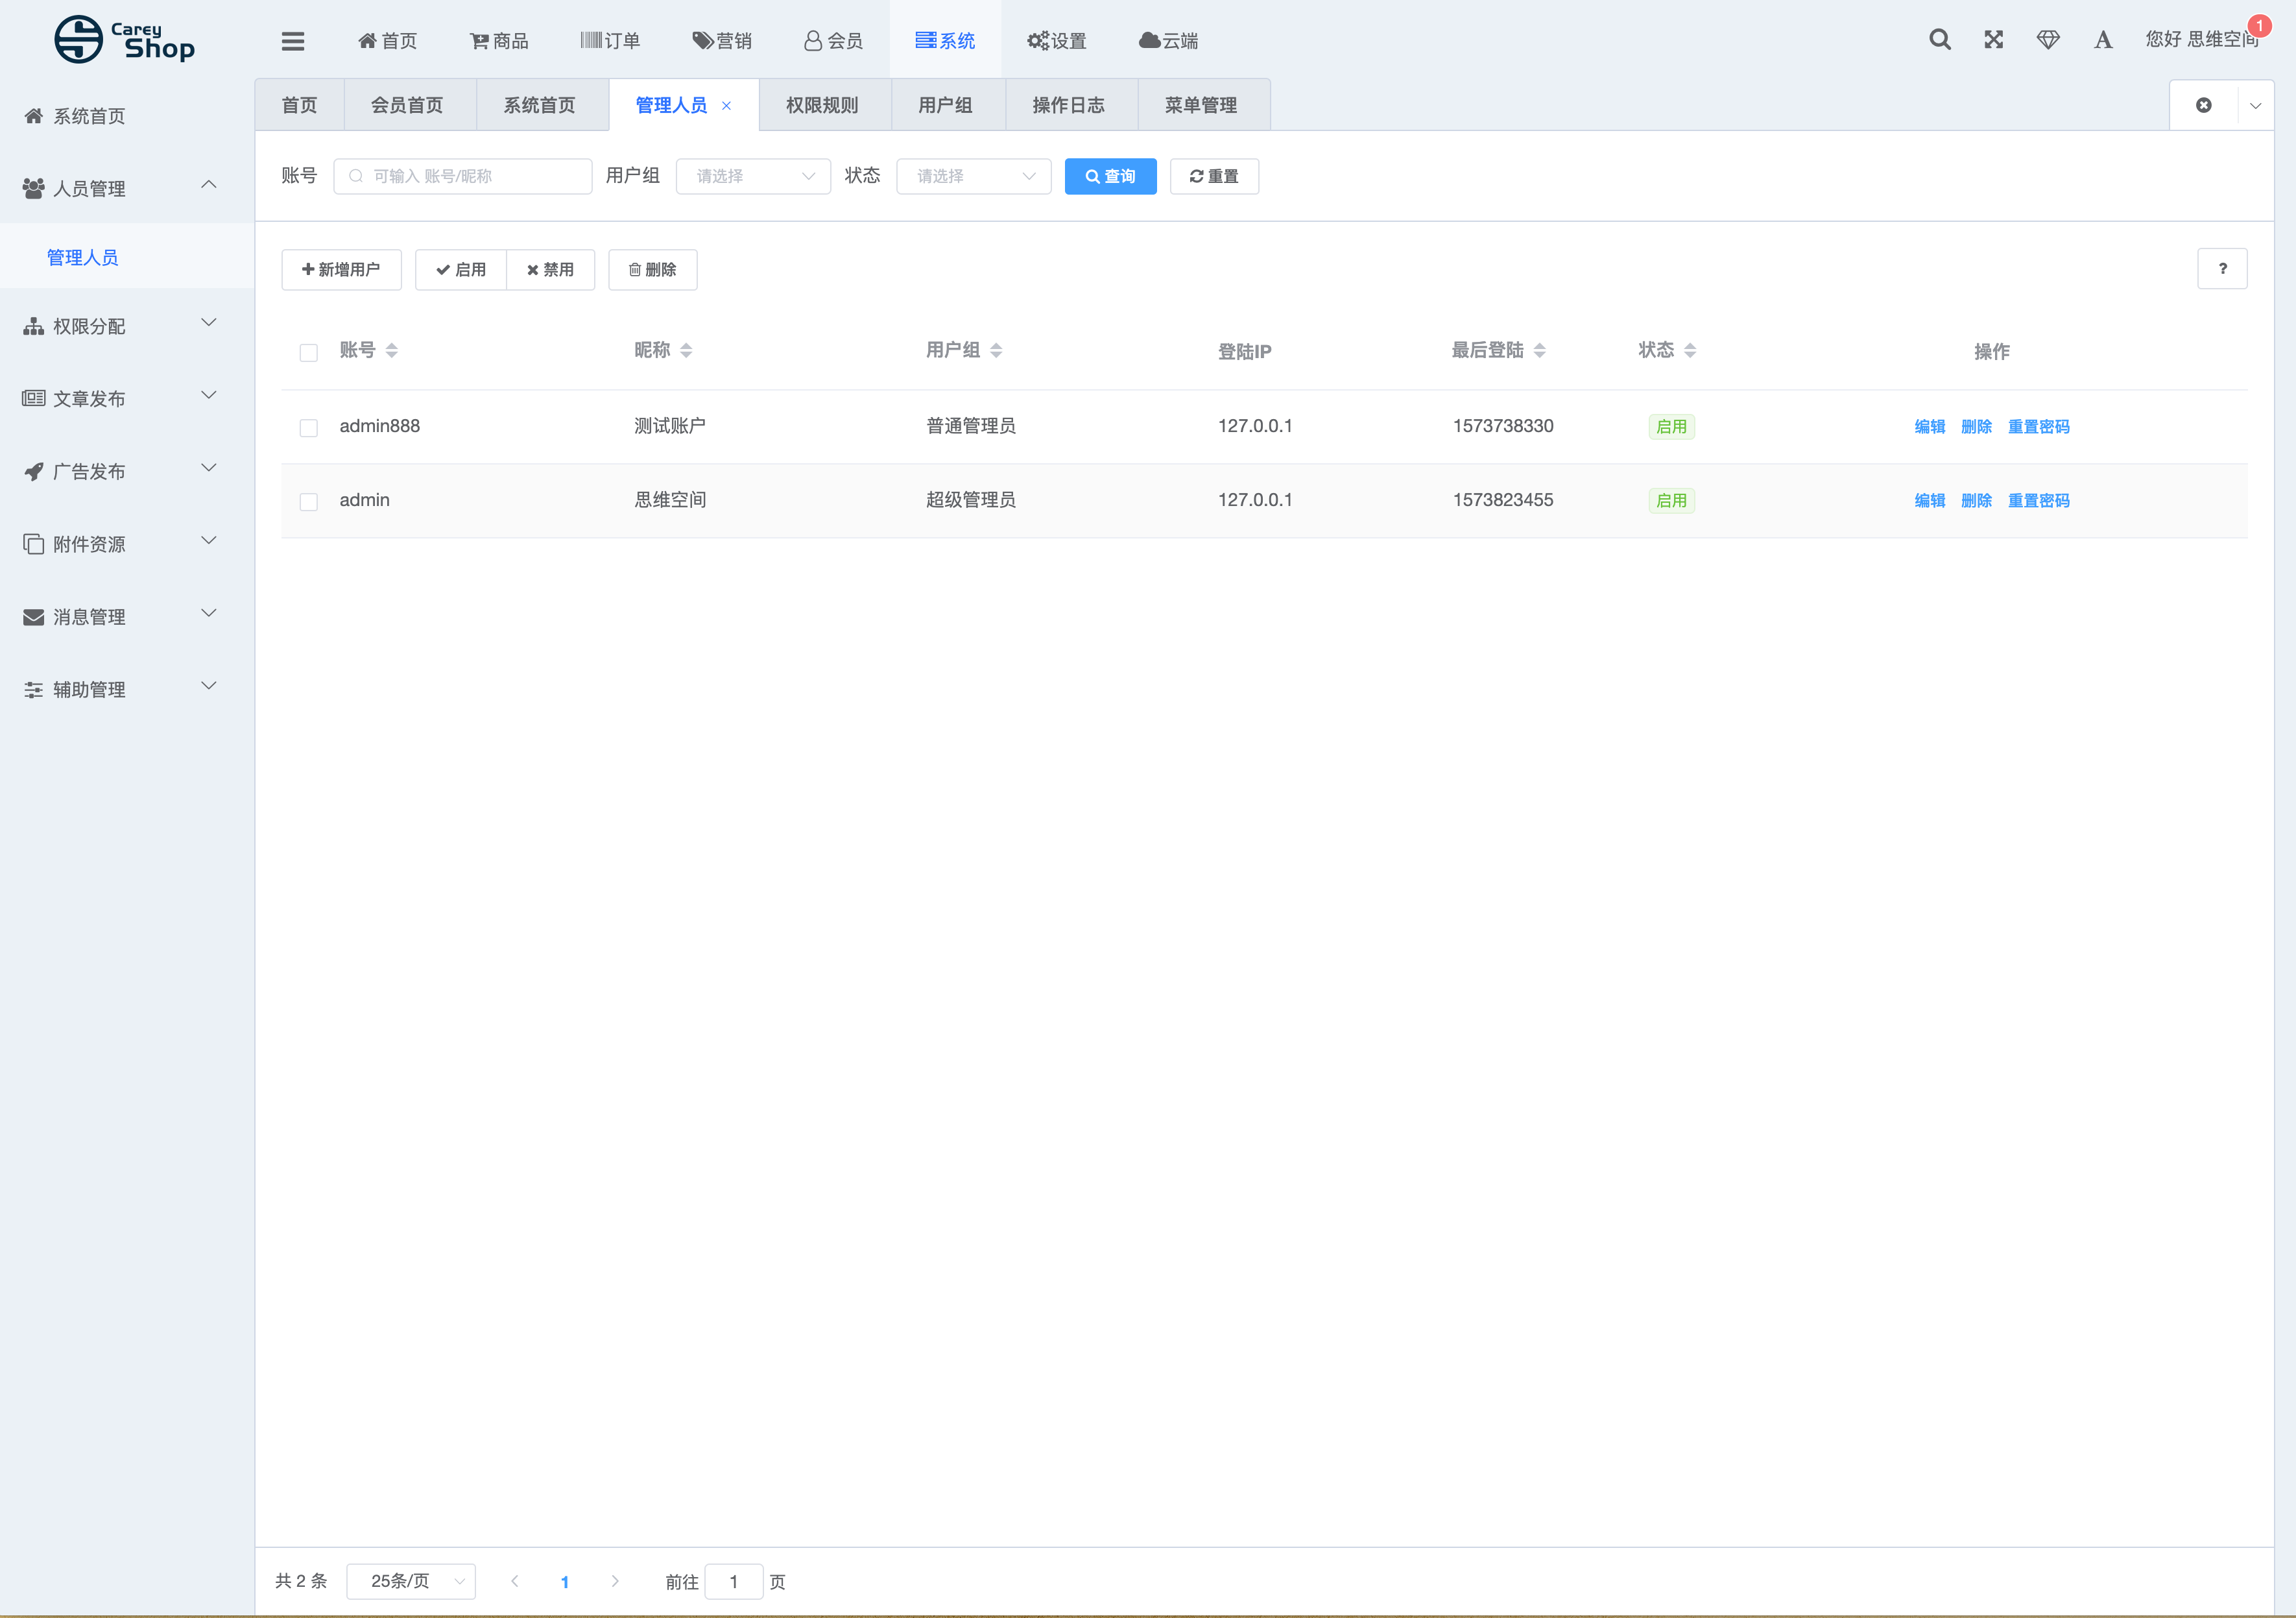 Carey
Shop
首页
商品
订单
营销
会员
系统
设置
云端
您好 思维空间
1
系统首页
人员管理
管理人员
权限分配
文章发布
广告发布
附件资源
消息管理
辅助管理
首页
会员首页
系统首页
管理人员
权限规则
用户组
操作日志
菜单管理
账号 可输入 账号/昵称 用户组 请选择 状态 请选择 查询 重置
新增用户 启用 禁用 删除 ?
账号 昵称 用户组 登陆IP 最后登陆 状态 操作
admin888 测试账户 普通管理员 127.0.0.1 1573738330 启用 编辑 删除 重置密码
admin 思维空间 超级管理员 127.0.0.1 1573823455 启用 编辑 删除 重置密码
共 2 条 25条/页 1 前往 1 页